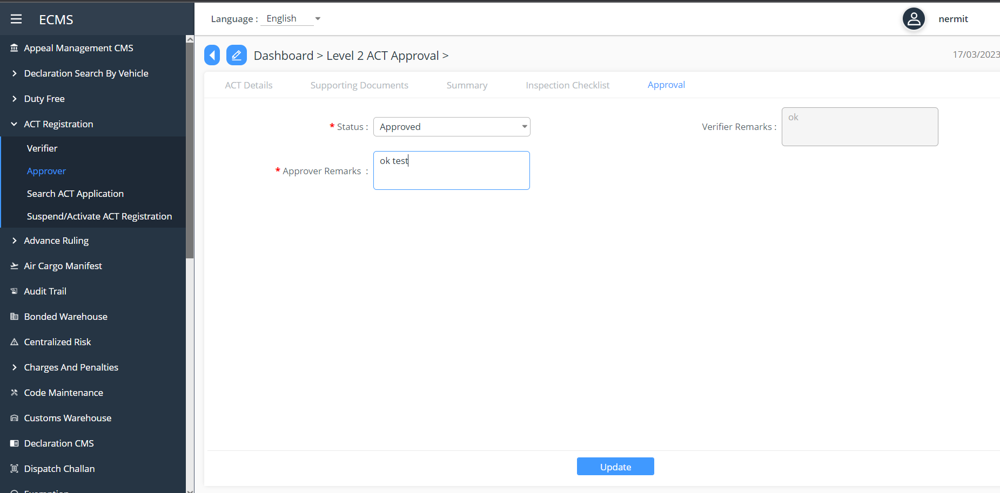 ECMS
Language : English
nermit
Appeal Management CMS
Declaration Search By Vehicle
Duty Free
ACT Registration
Verifier
Approver
Search ACT Application
Suspend/Activate ACT Registration
Advance Ruling
Air Cargo Manifest
Audit Trail
Bonded Warehouse
Centralized Risk
Charges And Penalties
Code Maintenance
Customs Warehouse
Declaration CMS
Dispatch Challan
Dashboard > Level 2 ACT Approval >
17/03/2023
ACT Details
Supporting Documents
Summary
Inspection Checklist
Approval
* Status : Approved
Verifier Remarks : ok
* Approver Remarks : ok test
Update